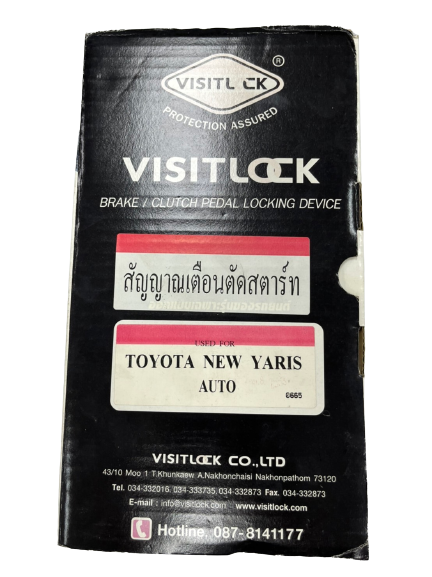 VISITLOCK ®
PROTECTION ASSURED
VISITLOCK
BRAKE / CLUTCH PEDAL LOCKING DEVICE
สัญญาณเตือนตัดสตาร์ท
USED FOR
TOYOTA NEW YARIS
AUTO
8665
VISITLOCK CO.,LTD
43/10 Moo 1 T.Khunkaew A.Nakhonchaisi Nakhonpathom 73120
Tel. 034-332016, 034-333735, 034-332873 Fax. 034-332873
E-mail : info@visitlock.com www.visitlock.com
Hotline. 087-8141177